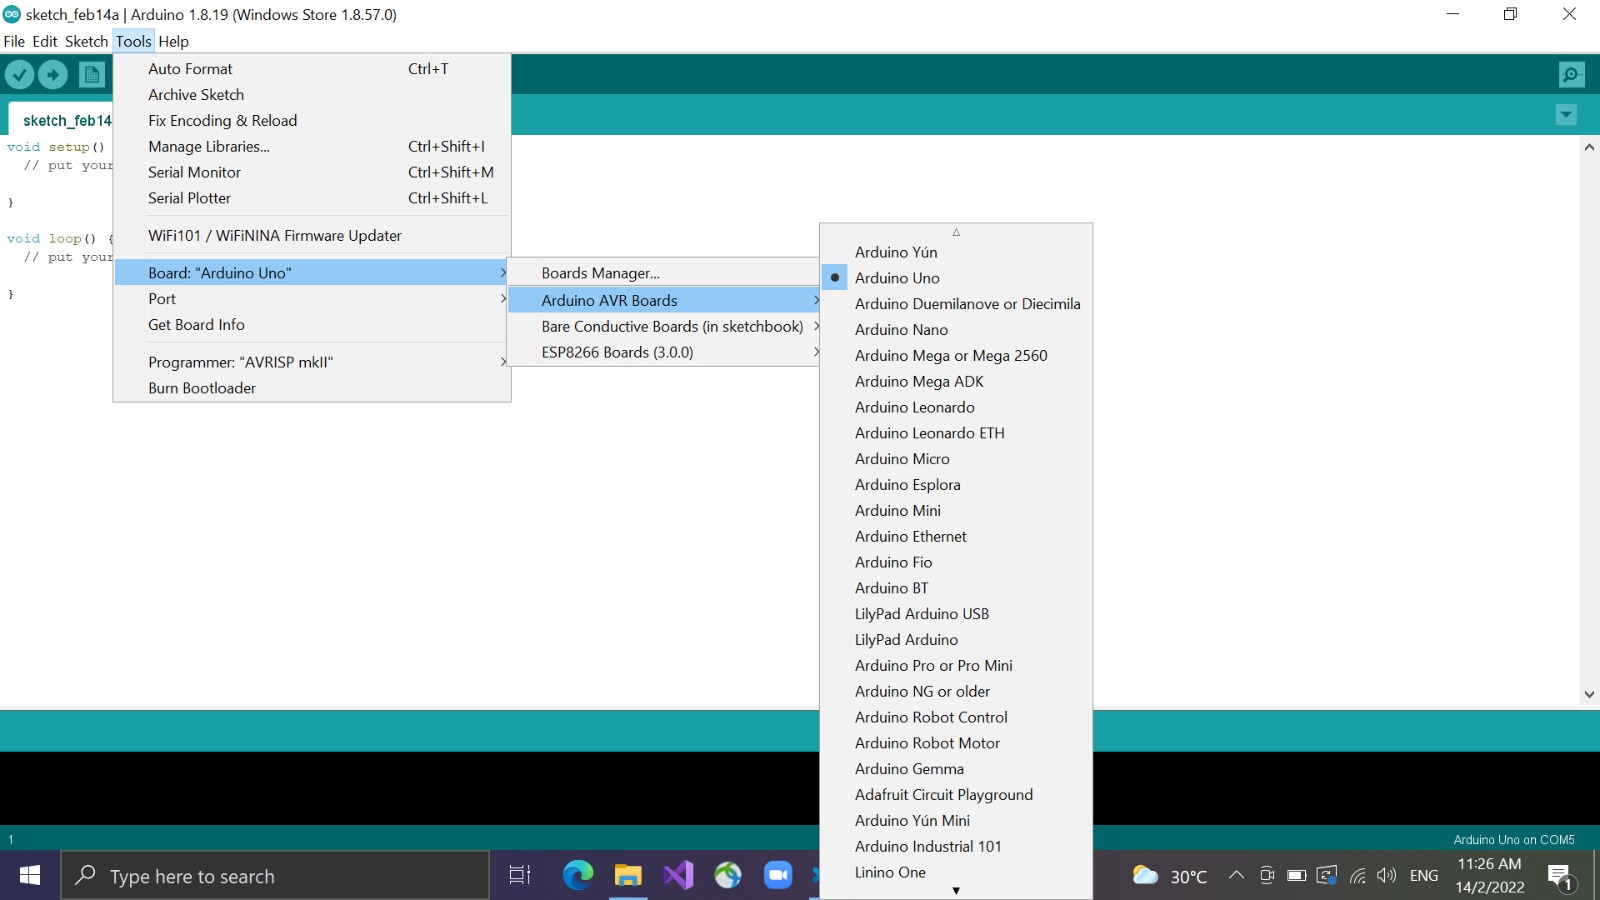 sketch_feb14a | Arduino 1.8.19 (Windows Store 1.8.57.0)
File Edit Sketch Tools Help
sketch_feb14
void setup()
// put your
}
void loop() {
// put your
}
Auto Format Ctrl+T
Archive Sketch
Fix Encoding & Reload
Manage Libraries... Ctrl+Shift+I
Serial Monitor Ctrl+Shift+M
Serial Plotter Ctrl+Shift+L
WiFi101 / WiFiNINA Firmware Updater
Board: "Arduino Uno"
Port
Get Board Info
Programmer: "AVRISP mkII"
Burn Bootloader
Boards Manager...
Arduino AVR Boards
Bare Conductive Boards (in sketchbook)
ESP8266 Boards (3.0.0)
Arduino Yún
Arduino Uno
Arduino Duemilanove or Diecimila
Arduino Nano
Arduino Mega or Mega 2560
Arduino Mega ADK
Arduino Leonardo
Arduino Leonardo ETH
Arduino Micro
Arduino Esplora
Arduino Mini
Arduino Ethernet
Arduino Fio
Arduino BT
LilyPad Arduino USB
LilyPad Arduino
Arduino Pro or Pro Mini
Arduino NG or older
Arduino Robot Control
Arduino Robot Motor
Arduino Gemma
Adafruit Circuit Playground
Arduino Yún Mini
Arduino Industrial 101
Linino One
1
Arduino Uno on COM5
Type here to search
30°C
ENG
11:26 AM
14/2/2022
1